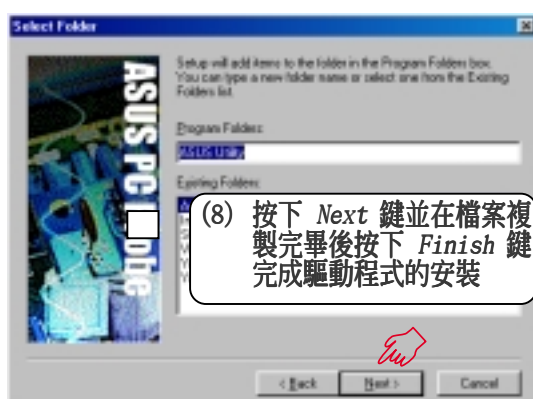 Select Folder
Setup will add items to the folder in the Program Folders box.
You can type a new folder name or select one from the Existing
Folders list.
Program Folders:
ASUS Utility
Existing Folders:
ASUS PC Probe
(8) 按下 Next 鍵並在檔案複
製完畢後按下 Finish 鍵
完成驅動程式的安裝
< Back
Next >
Cancel